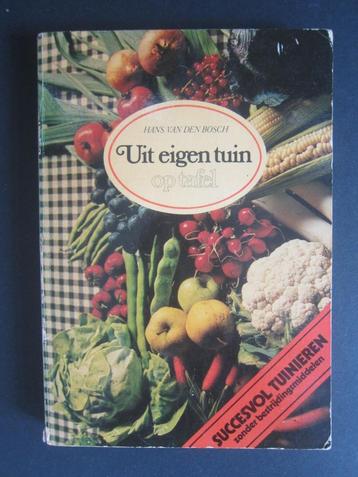 HANS VAN DEN BOSCH
Uit eigen tuin
op tafel
SUCCESVOL TUINIEREN
zonder bestrijdingsmiddelen